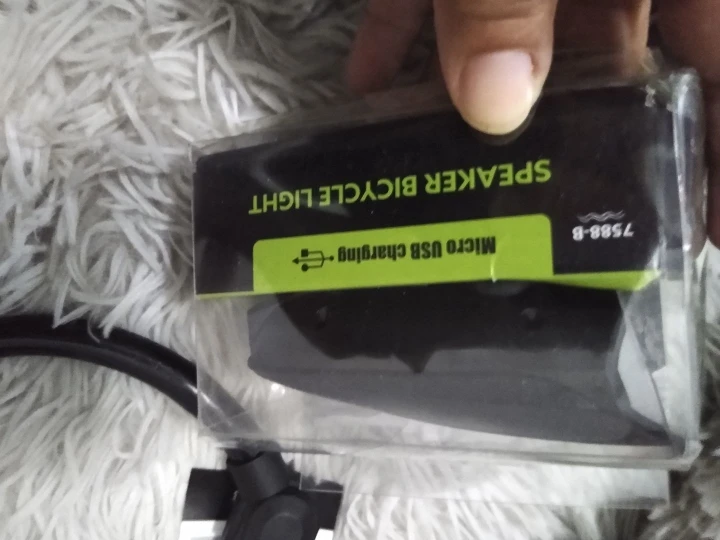 7588-B
SPEAKER BICYCLE LIGHT
Micro USB charging